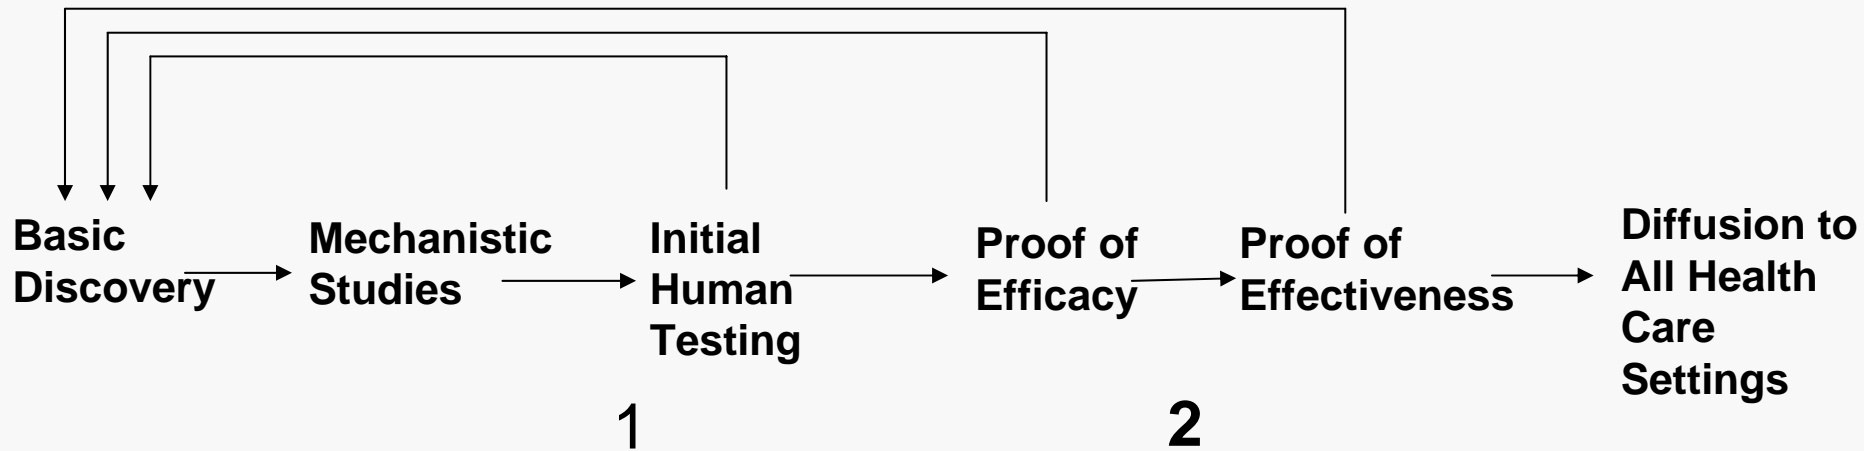 Basic
Discovery
Mechanistic
Studies
Initial
Human
Testing
Proof of
Efficacy
Proof of
Effectiveness
Diffusion to
All Health
Care
Settings
1
2